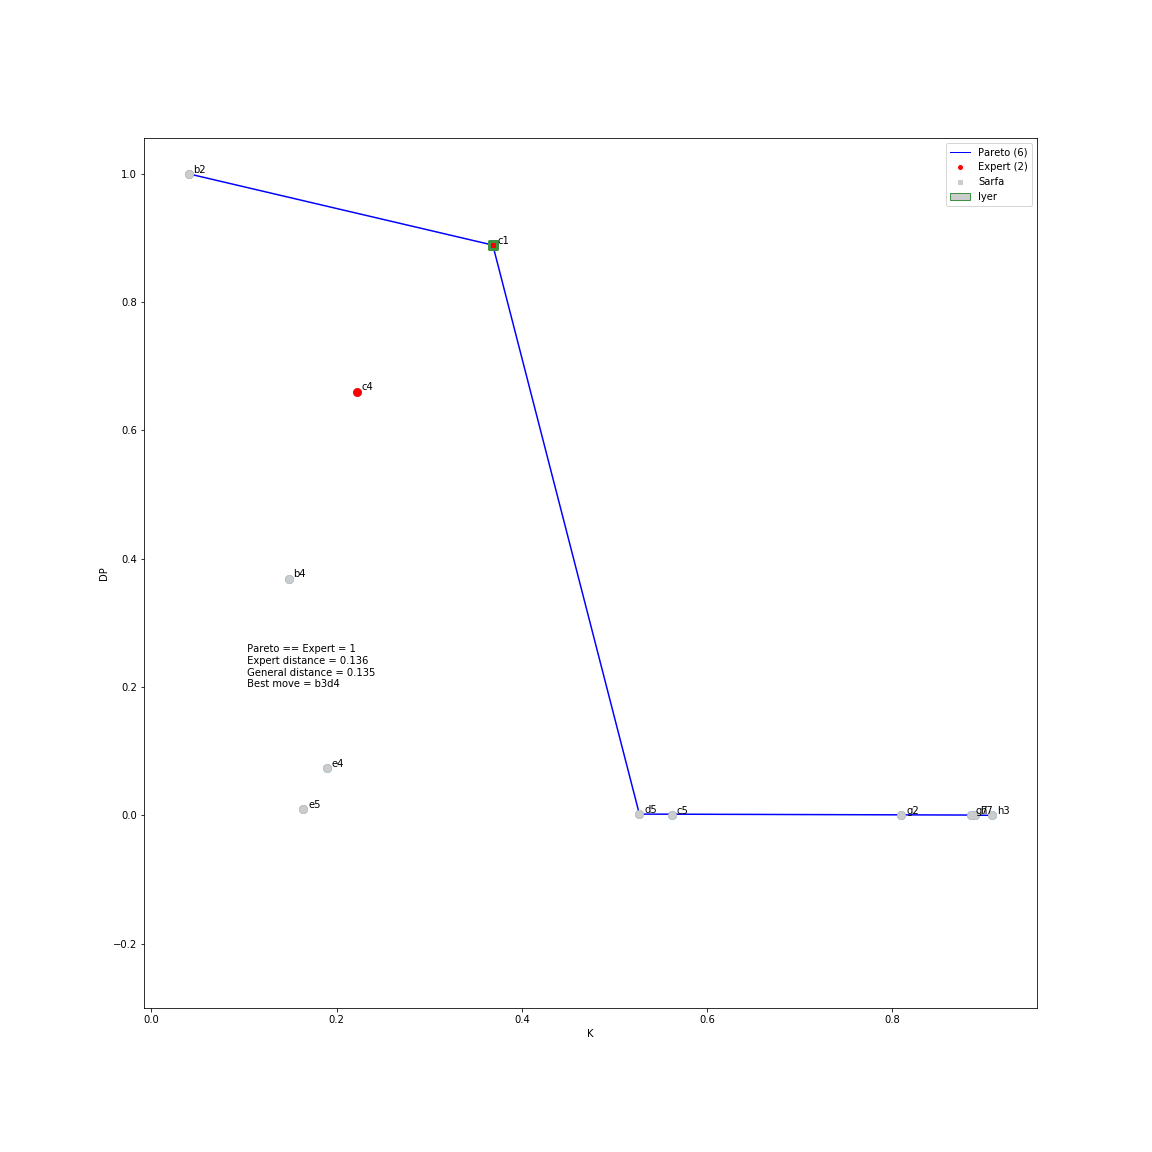 Pareto (6)
Expert (2)
Sarfa
Iyer
1.0
0.8
0.6
0.4
0.2
0.0
−0.2
DP
b2
c1
c4
b4
Pareto == Expert = 1
Expert distance = 0.136
General distance = 0.135
Best move = b3d4
e4
e5
d5
c5
g2
h3
0.0
0.2
0.4
0.6
0.8
K